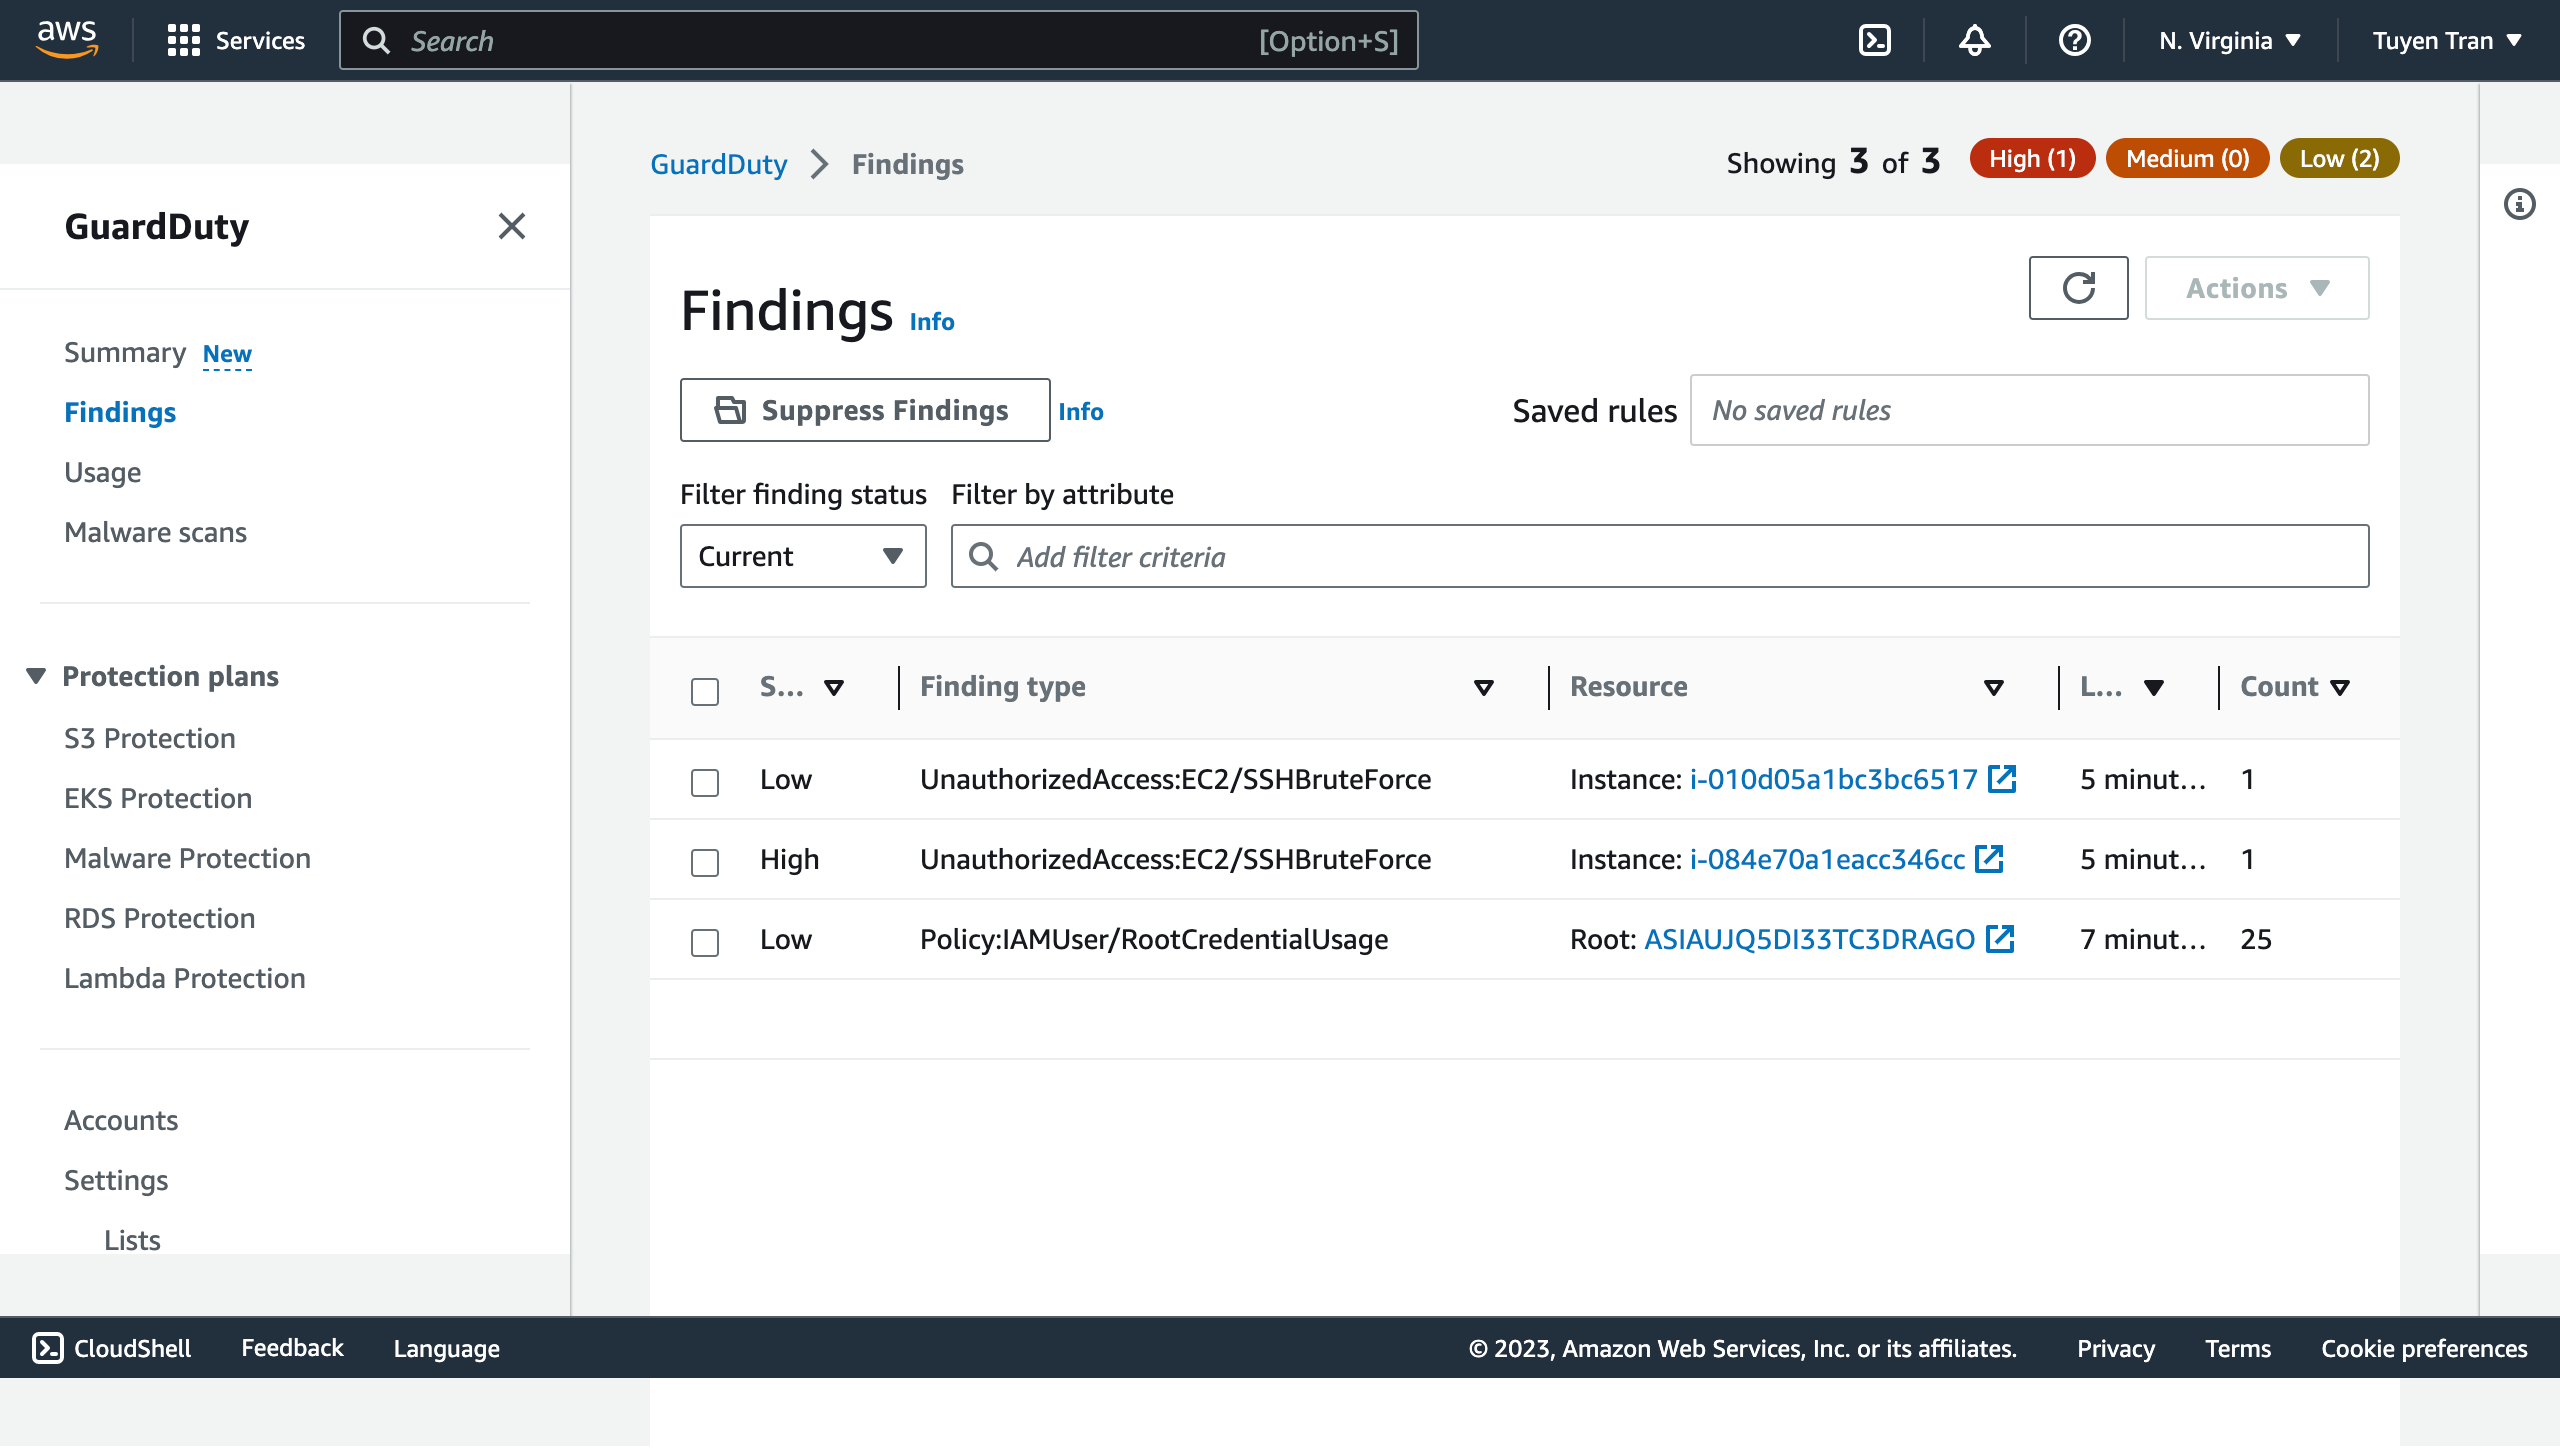 aws
Services
Search
[Option+S]
N. Virginia
Tuyen Tran
GuardDuty
Summary New
Findings
Usage
Malware scans
Protection plans
S3 Protection
EKS Protection
Malware Protection
RDS Protection
Lambda Protection
Accounts
Settings
Lists
GuardDuty
Findings
Showing 3 of 3
High (1)
Medium (0)
Low (2)
Findings Info
Actions
Suppress Findings
Info
Saved rules
No saved rules
Filter finding status
Filter by attribute
Current
Add filter criteria
S... Finding type Resource L... Count
Low UnauthorizedAccess:EC2/SSHBruteForce Instance: i-010d05a1bc3bc6517 5 minut... 1
High UnauthorizedAccess:EC2/SSHBruteForce Instance: i-084e70a1eacc346cc 5 minut... 1
Low Policy:IAMUser/RootCredentialUsage Root: ASIAUJQ5DI33TC3DRAGO 7 minut... 25
CloudShell
Feedback
Language
© 2023, Amazon Web Services, Inc. or its affiliates.
Privacy
Terms
Cookie preferences